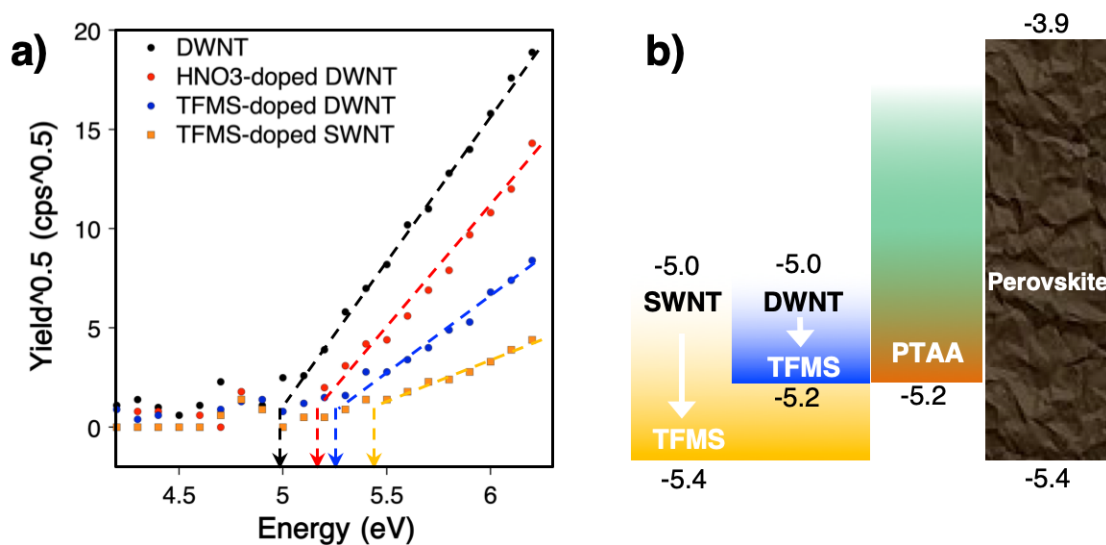 a)
20
15
10
5
0
Yield^0.5 (cps^0.5)
DWNT
HNO3-doped DWNT
TFMS-doped DWNT
TFMS-doped SWNT
4.5
5
5.5
6
Energy (eV)
b)
-3.9
-5.0
-5.0
SWNT
DWNT
Perovskite
TFMS
PTAA
-5.2
-5.2
TFMS
-5.4
-5.4